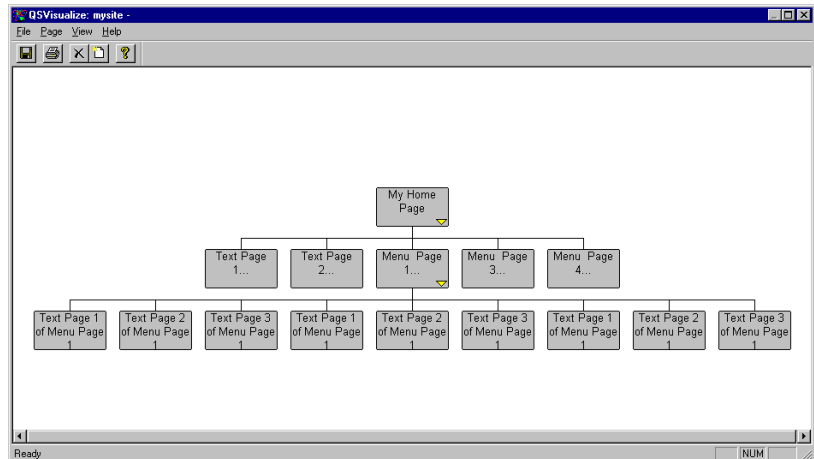 QSVisualize: mysite -
File Page View Help
My Home
Page
Text Page
1...
Text Page
2...
Menu Page
1...
Menu Page
3...
Menu Page
4...
Text Page 1
of Menu Page
1
Text Page 2
of Menu Page
1
Text Page 3
of Menu Page
1
Text Page 1
of Menu Page
1
Text Page 2
of Menu Page
1
Text Page 3
of Menu Page
1
Text Page 1
of Menu Page
1
Text Page 2
of Menu Page
1
Text Page 3
of Menu Page
1
Ready NUM